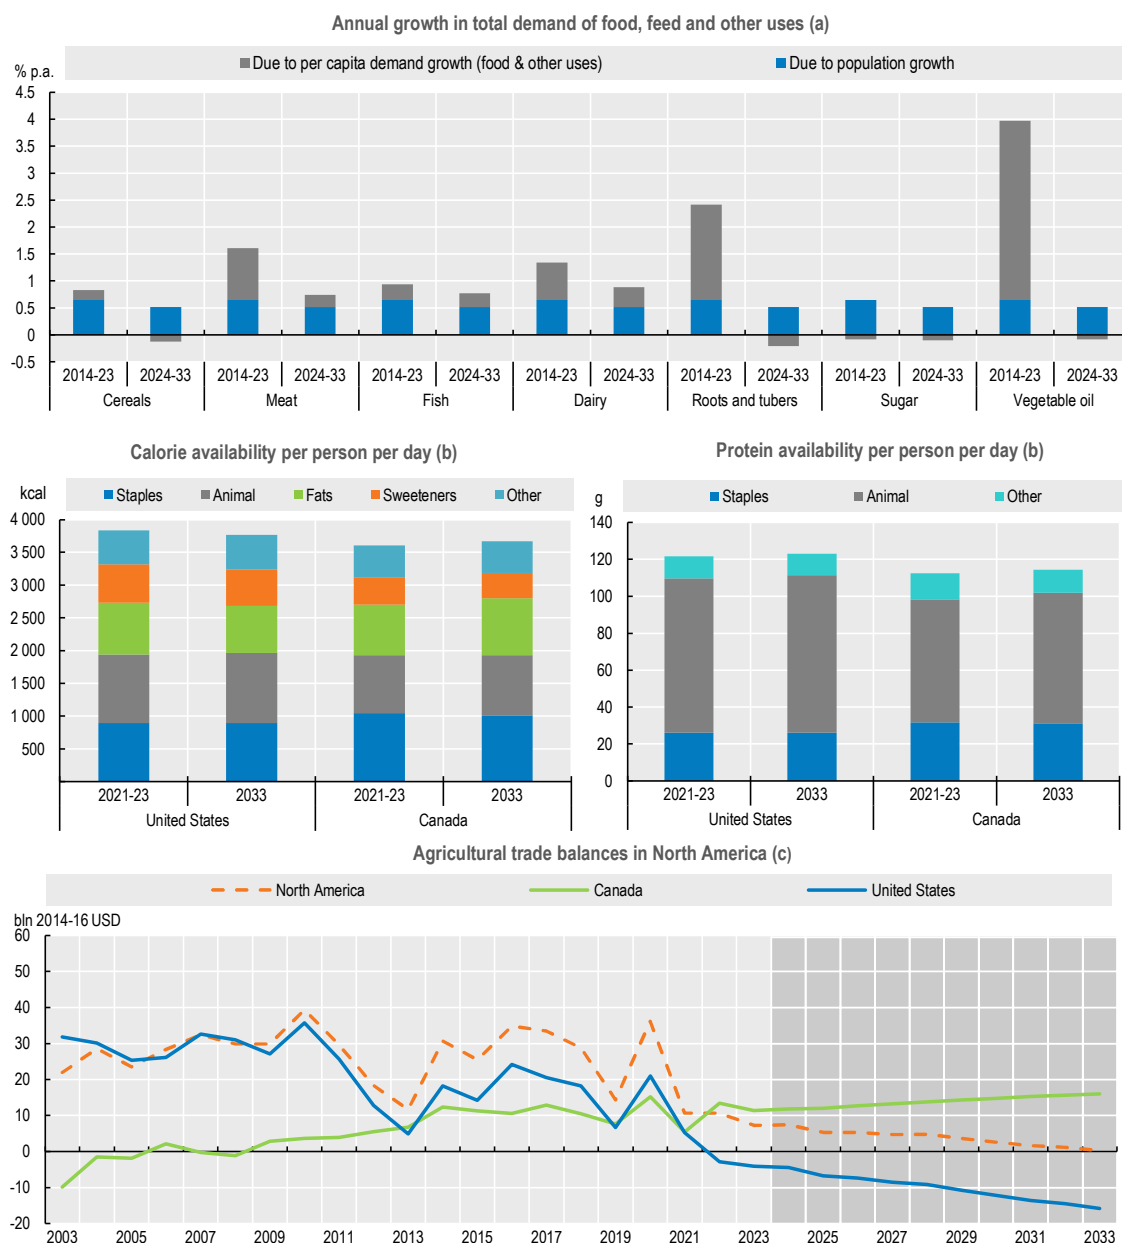 Annual growth in total demand of food, feed and other uses (a)
Due to per capita demand growth (food & other uses) Due to population growth
% p.a.
4.5
4
3.5
3
2.5
2
1.5
1
0.5
0
-0.5
2014-23 2024-33 2014-23 2024-33 2014-23 2024-33 2014-23 2024-33 2014-23 2024-33 2014-23 2024-33 2014-23 2024-33
Cereals Meat Fish Dairy Roots and tubers Sugar Vegetable oil
Calorie availability per person per day (b)
kcal
Staples Animal Fats Sweeteners Other
4 000
3 500
3 000
2 500
2 000
1 500
1 000
500
2021-23 2033 2021-23 2033
United States Canada
Protein availability per person per day (b)
g
Staples Animal Other
140
120
100
80
60
40
20
0
2021-23 2033 2021-23 2033
United States Canada
Agricultural trade balances in North America (c)
North America Canada United States
bln 2014-16 USD
60
50
40
30
20
10
0
-10
-20
2003 2005 2007 2009 2011 2013 2015 2017 2019 2021 2023 2025 2027 2029 2031 2033